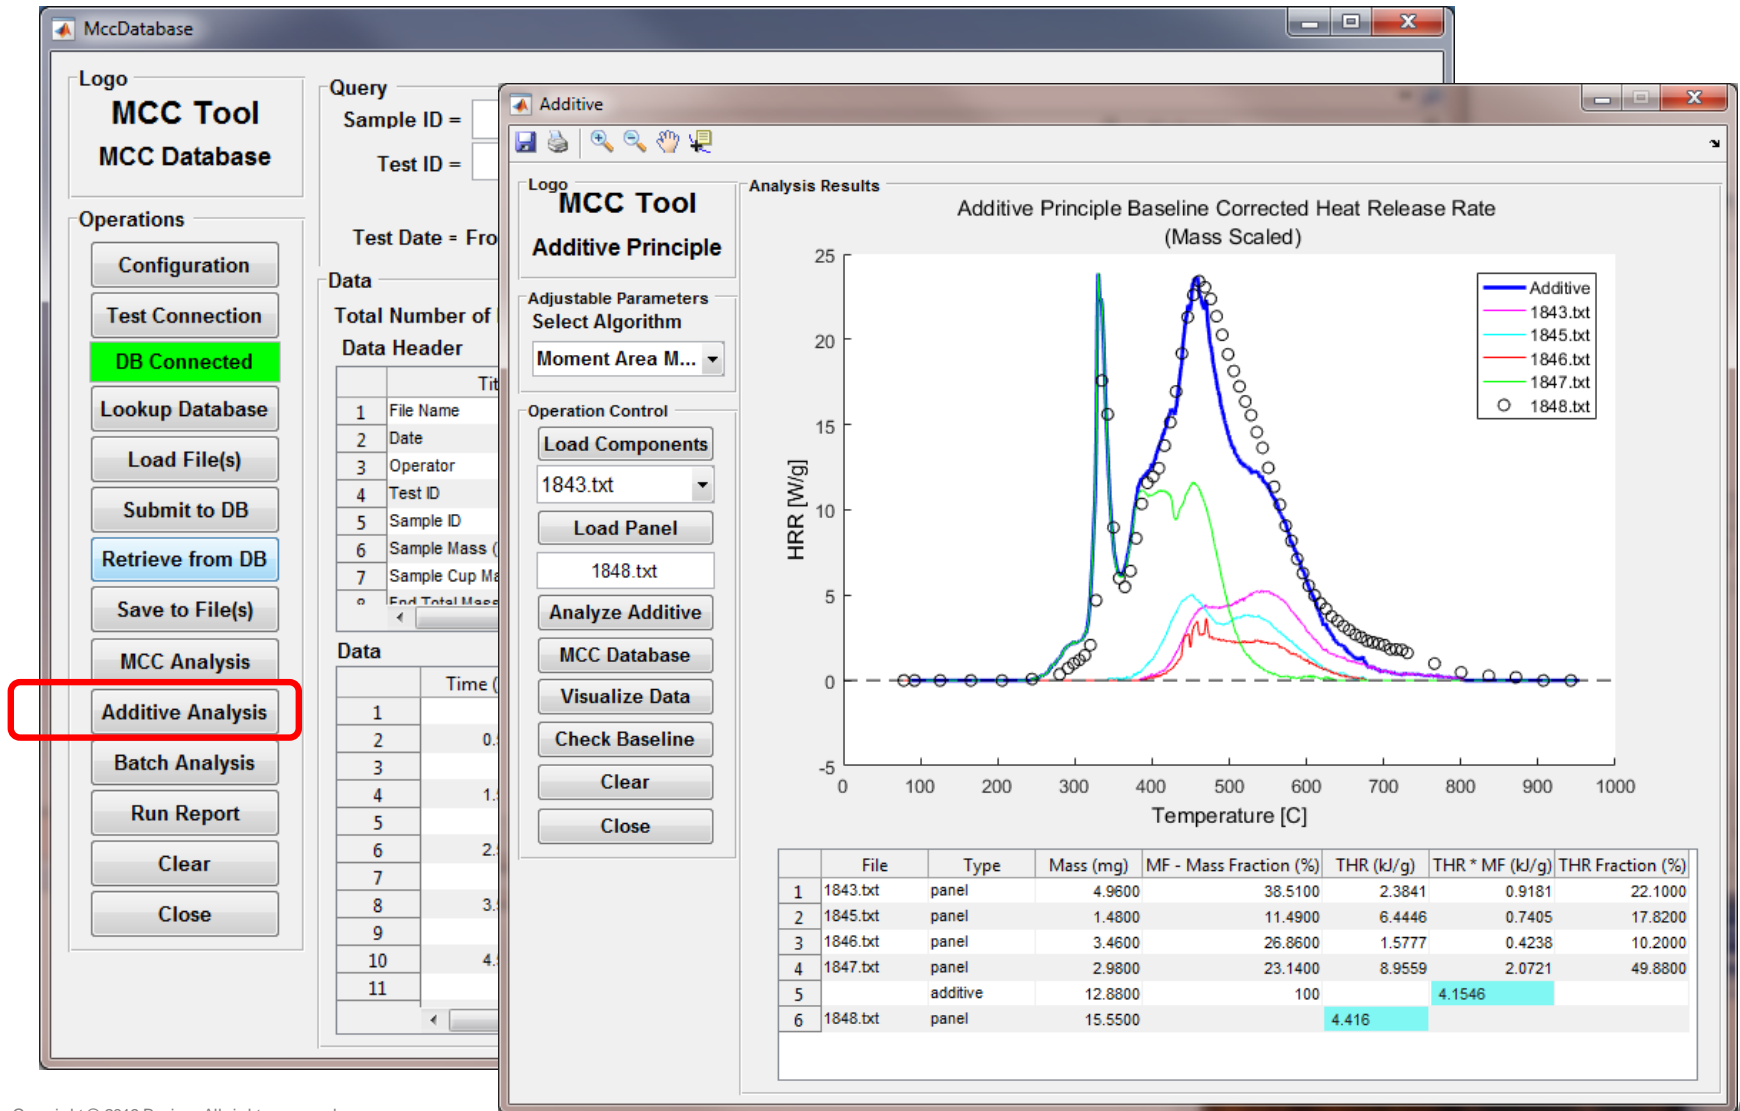 MccDatabase
Logo
MCC Tool
MCC Database
Operations
Configuration
Test Connection
DB Connected
Lookup Database
Load File(s)
Submit to DB
Retrieve from DB
Save to File(s)
MCC Analysis
Additive Analysis
Batch Analysis
Run Report
Clear
Close
Query
Sample ID =
Test ID =
Test Date = Fro
Data
Total Number of
Data Header
Tit
1 File Name
2 Date
3 Operator
4 Test ID
5 Sample ID
6 Sample Mass (
7 Sample Cup Ma
8 End Total Mass
Data
Time (
1
2 0.
3
4 1.
5
6 2.
7
8 3.
9
10 4.
11
Additive
Logo
MCC Tool
Additive Principle
Adjustable Parameters
Select Algorithm
Moment Area M...
Operation Control
Load Components
1843.txt
Load Panel
1848.txt
Analyze Additive
MCC Database
Visualize Data
Check Baseline
Clear
Close
Analysis Results
Additive Principle Baseline Corrected Heat Release Rate
(Mass Scaled)
25
20
15
10
5
0
-5
HRR [W/g]
0 100 200 300 400 500 600 700 800 900 1000
Temperature [C]
Additive
1843.txt
1845.txt
1846.txt
1847.txt
1848.txt
File Type Mass (mg) MF - Mass Fraction (%) THR (kJ/g) THR * MF (kJ/g) THR Fraction (%)
1 1843.txt panel 4.9600 38.5100 2.3841 0.9181 22.1000
2 1845.txt panel 1.4800 11.4900 6.4446 0.7405 17.8200
3 1846.txt panel 3.4600 26.8600 1.5777 0.4238 10.2000
4 1847.txt panel 2.9800 23.1400 8.9559 2.0721 49.8800
5 additive 12.8800 100 4.1546
6 1848.txt panel 15.5500 4.416